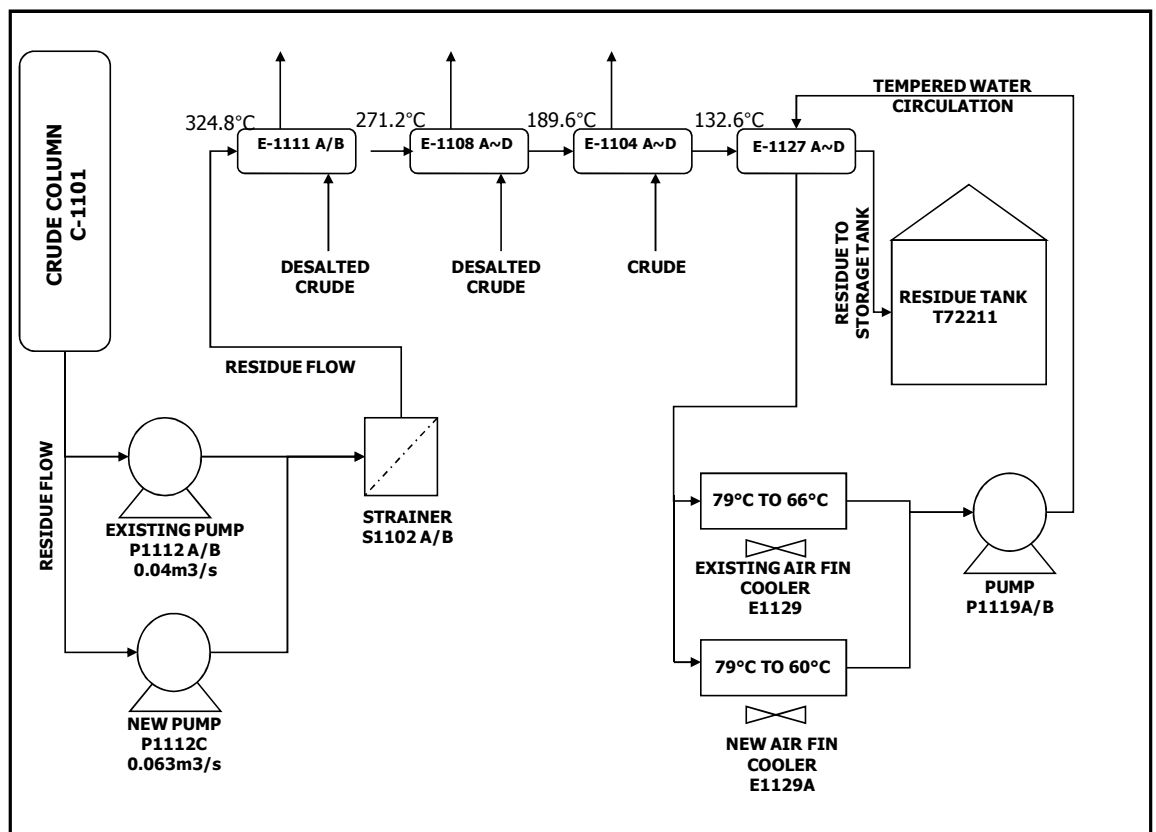 CRUDE COLUMN
C-1101
324.8°C
271.2°C
189.6°C
132.6°C
TEMPERED WATER
CIRCULATION
E-1111 A/B
E-1108 A~D
E-1104 A~D
E-1127 A~D
DESALTED
CRUDE
DESALTED
CRUDE
CRUDE
RESIDUE TO
STORAGE TANK
RESIDUE TANK
T72211
RESIDUE FLOW
RESIDUE FLOW
EXISTING PUMP
P1112 A/B
0.04m3/s
STRAINER
S1102 A/B
79°C TO 66°C
EXISTING AIR FIN
COOLER
E1129
PUMP
P1119A/B
NEW PUMP
P1112C
0.063m3/s
79°C TO 60°C
NEW AIR FIN
COOLER
E1129A